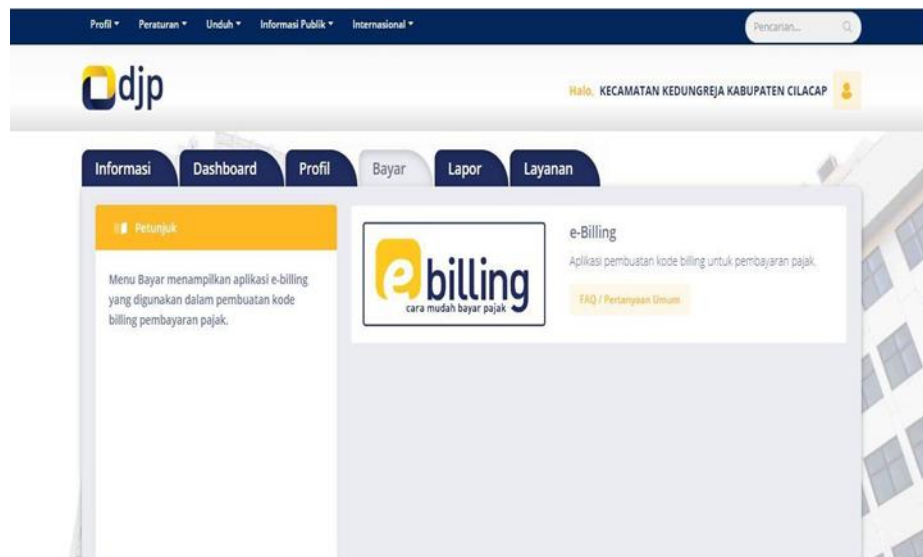 Profil Peraturan Unduh Informasi Publik Internasional Pencarian...
djp
Halo, KECAMATAN KEDUNGREJA KABUPATEN CILACAP
Informasi Dashboard Profil Bayar Lapor Layanan
Petunjuk
Menu Bayar menampilkan aplikasi e-billing
yang digunakan dalam pembuatan kode
billing pembayaran pajak.
e billing
cara mudah bayar pajak
e-Billing
Aplikasi pembuatan kode billing untuk pembayaran pajak.
FAQ / Pertanyaan Umum